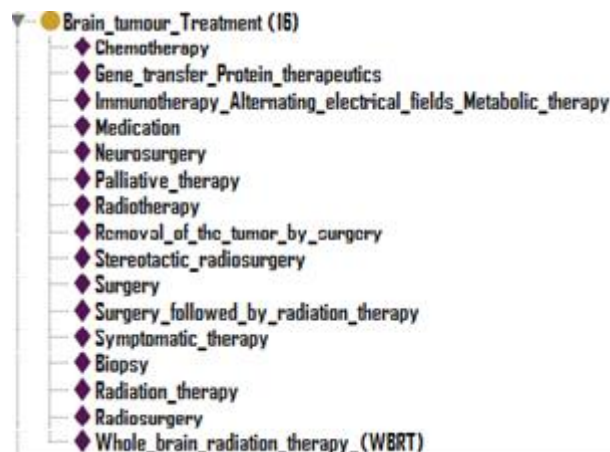 Brain_tumour_Treatment (16)
Chemotherapy
Gene_transfer_Protein_therapeutics
Immunotherapy_Alternating_electrical_fields_Metabolic_therapy
Medication
Neurosurgery
Palliative_therapy
Radiotherapy
Removal_of_the_tumor_by_surgery
Stereotactic_radiosurgery
Surgery
Surgery_followed_by_radiation_therapy
Symptomatic_therapy
Biopsy
Radiation_therapy
Radiosurgery
Whole_brain_radiation_therapy_(WBRT)